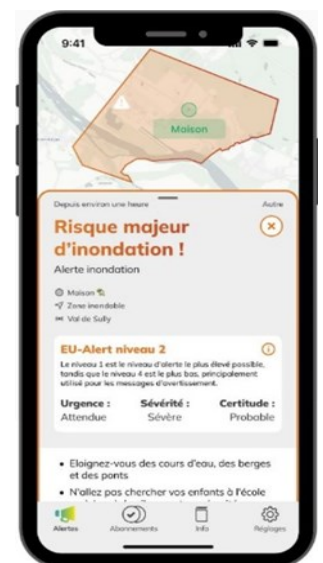 9:41
Maison
Depuis environ une heure
Autre
Risque majeur
d'inondation !
Alerte inondation
Maison
Zone inondable
Val de Sully
EU-Alert niveau 2
Le niveau 1 est le niveau d'alerte le plus élevé possible,
tandis que le niveau 4 est le plus bas, principalement
utilisé pour les messages d'avertissement.
Urgence : Sévérité : Certitude :
Attendue Sévère Probable
• Eloignez-vous des cours d'eau, des berges
et des ponts
• N'allez pas chercher vos enfants à l'école
Alertes Abonnements Info Réglages